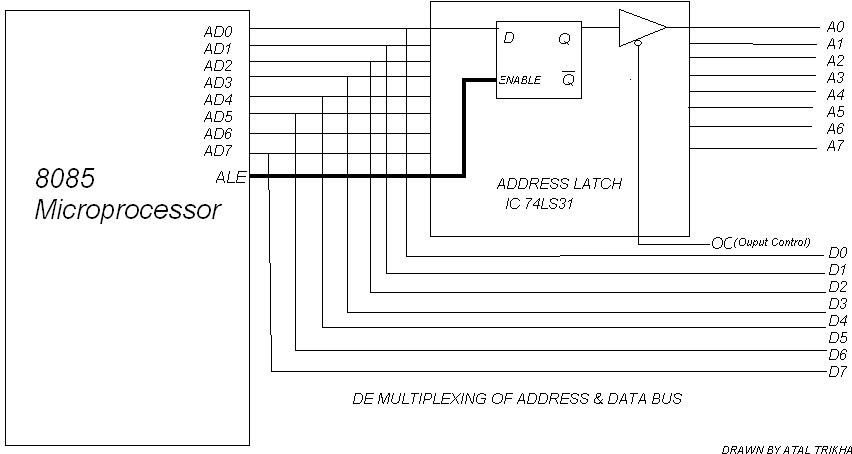 AD0
AD1
AD2
AD3
AD4
AD5
AD6
AD7
ALE
8085
Microprocessor
D Q
ENABLE Q
ADDRESS LATCH
IC 74LS31
A0
A1
A2
A3
A4
A5
A6
A7
OC (Ouput Control)
D0
D1
D2
D3
D4
D5
D6
D7
DE MULTIPLEXING OF ADDRESS & DATA BUS
DRAWN BY ATAL TRIKHA